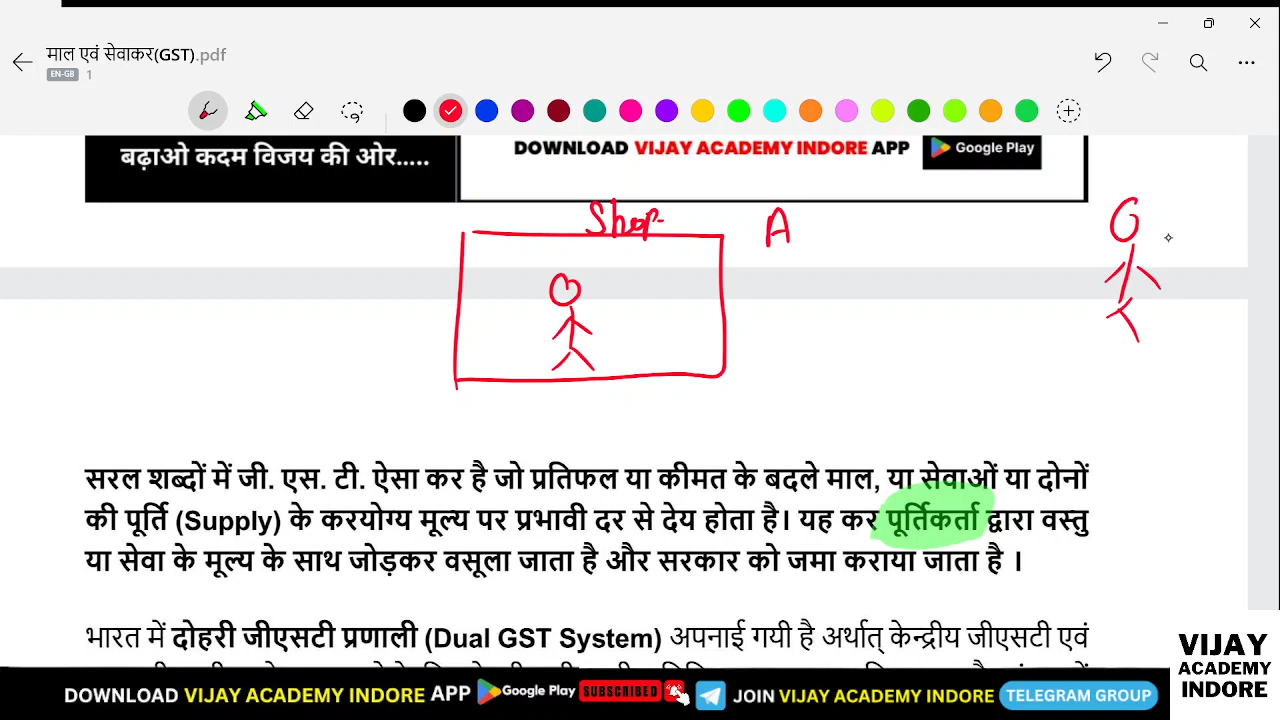 माल एवं सेवाकर(GST).pdf
EN-GB 1
बढ़ाओ कदम विजय की ओर.....
DOWNLOAD VIJAY ACADEMY INDORE APP Google Play
Shop
A
सरल शब्दों में जी. एस. टी. ऐसा कर है जो प्रतिफल या कीमत के बदले माल, या सेवाओं या दोनों
की पूर्ति (Supply) के करयोग्य मूल्य पर प्रभावी दर से देय होता है। यह कर पूर्तिकर्ता द्वारा वस्तु
या सेवा के मूल्य के साथ जोड़कर वसूला जाता है और सरकार को जमा कराया जाता है ।
भारत में दोहरी जीएसटी प्रणाली (Dual GST System) अपनाई गयी है अर्थात् केन्द्रीय जीएसटी एवं
VIJAY
ACADEMY
INDORE
DOWNLOAD VIJAY ACADEMY INDORE APP Google Play SUBSCRIBED JOIN VIJAY ACADEMY INDORE TELEGRAM GROUP